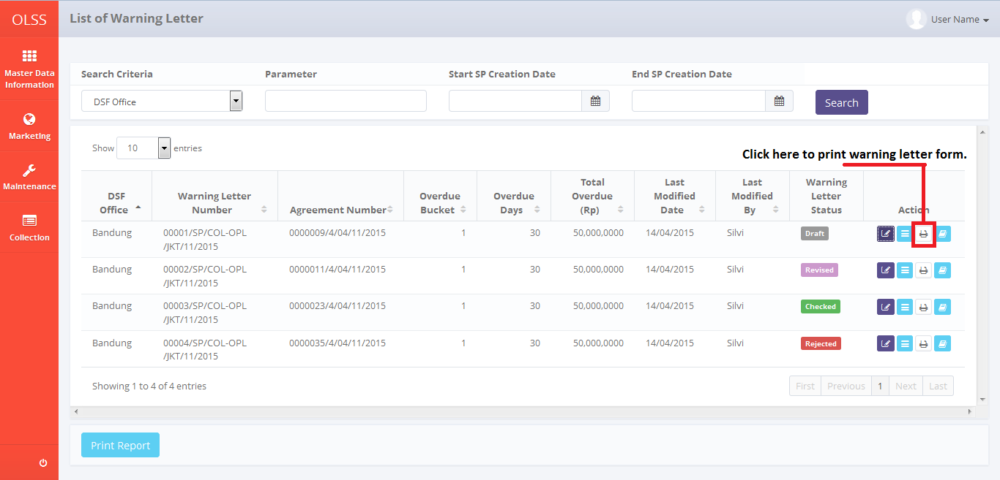 OLSS
List of Warning Letter
User Name
Master Data
Information
Marketing
Maintenance
Collection
Search Criteria Parameter Start SP Creation Date End SP Creation Date
DSF Office Search
Show 10 entries
Click here to print warning letter form.
DSF
Office
Warning Letter
Number
Agreement Number
Overdue
Bucket
Overdue
Days
Total
Overdue
(Rp)
Last
Modified
Date
Last
Modified
By
Warning
Letter
Status
Action
Bandung 00001/SP/COL-OPL 0000009/4/04/11/2015 1 30 50,000,0000 14/04/2015 Silvi Draft
/JKT/11/2015
Bandung 00002/SP/COL-OPL 0000011/4/04/11/2015 1 30 50,000,0000 14/04/2015 Silvi Revised
/JKT/11/2015
Bandung 00003/SP/COL-OPL 0000023/4/04/11/2015 1 30 50,000,0000 14/04/2015 Silvi Checked
/JKT/11/2015
Bandung 00004/SP/COL-OPL 0000035/4/04/11/2015 1 30 50,000,0000 14/04/2015 Silvi Rejected
/JKT/11/2015
Showing 1 to 4 of 4 entries
First Previous 1 Next Last
Print Report